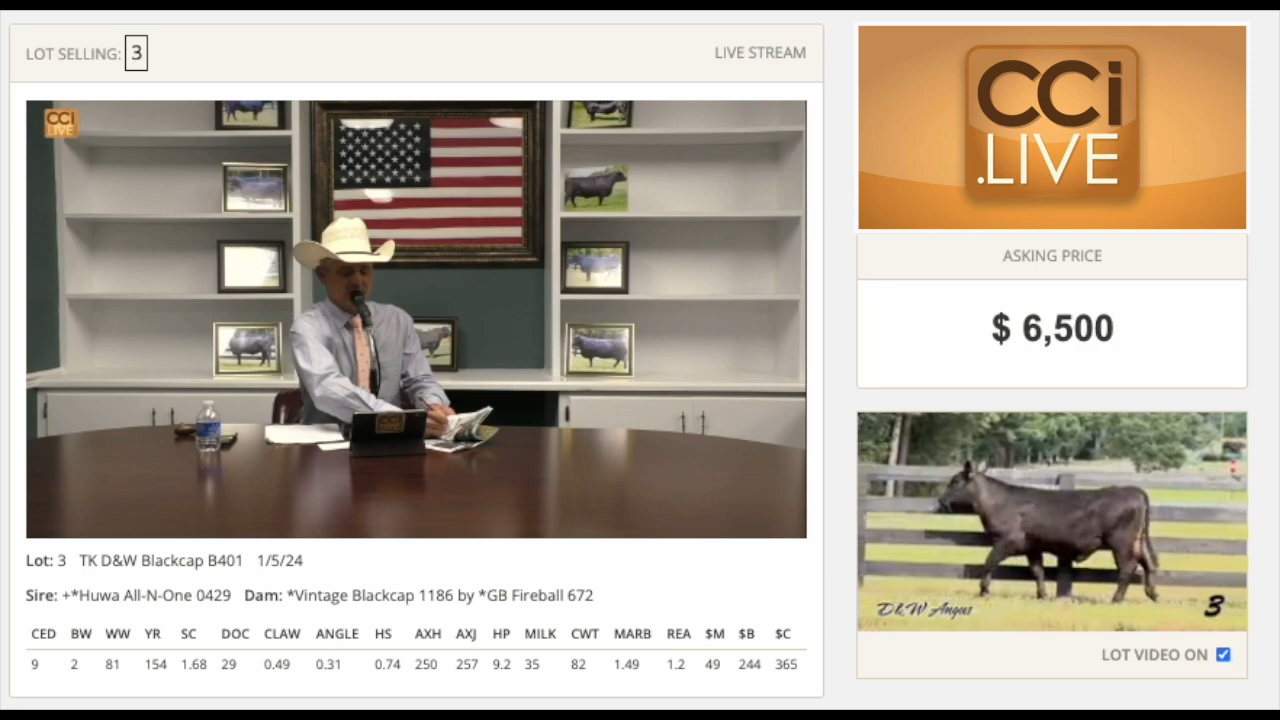 LOT SELLING: 3
LIVE STREAM
CCi
LIVE
CCi
.LIVE
ASKING PRICE
$ 6,500
CCi
Lot: 3 TK D&W Blackcap B401 1/5/24
Sire: +*Huwa All-N-One 0429 Dam: *Vintage Blackcap 1186 by *GB Fireball 672
CED BW WW YR SC DOC CLAW ANGLE HS AXH AXJ HP MILK CWT MARB REA $M $B $C
9 2 81 154 1.68 29 0.49 0.31 0.74 250 257 9.2 35 82 1.49 1.2 49 244 365
D&W Angus
3
LOT VIDEO ON